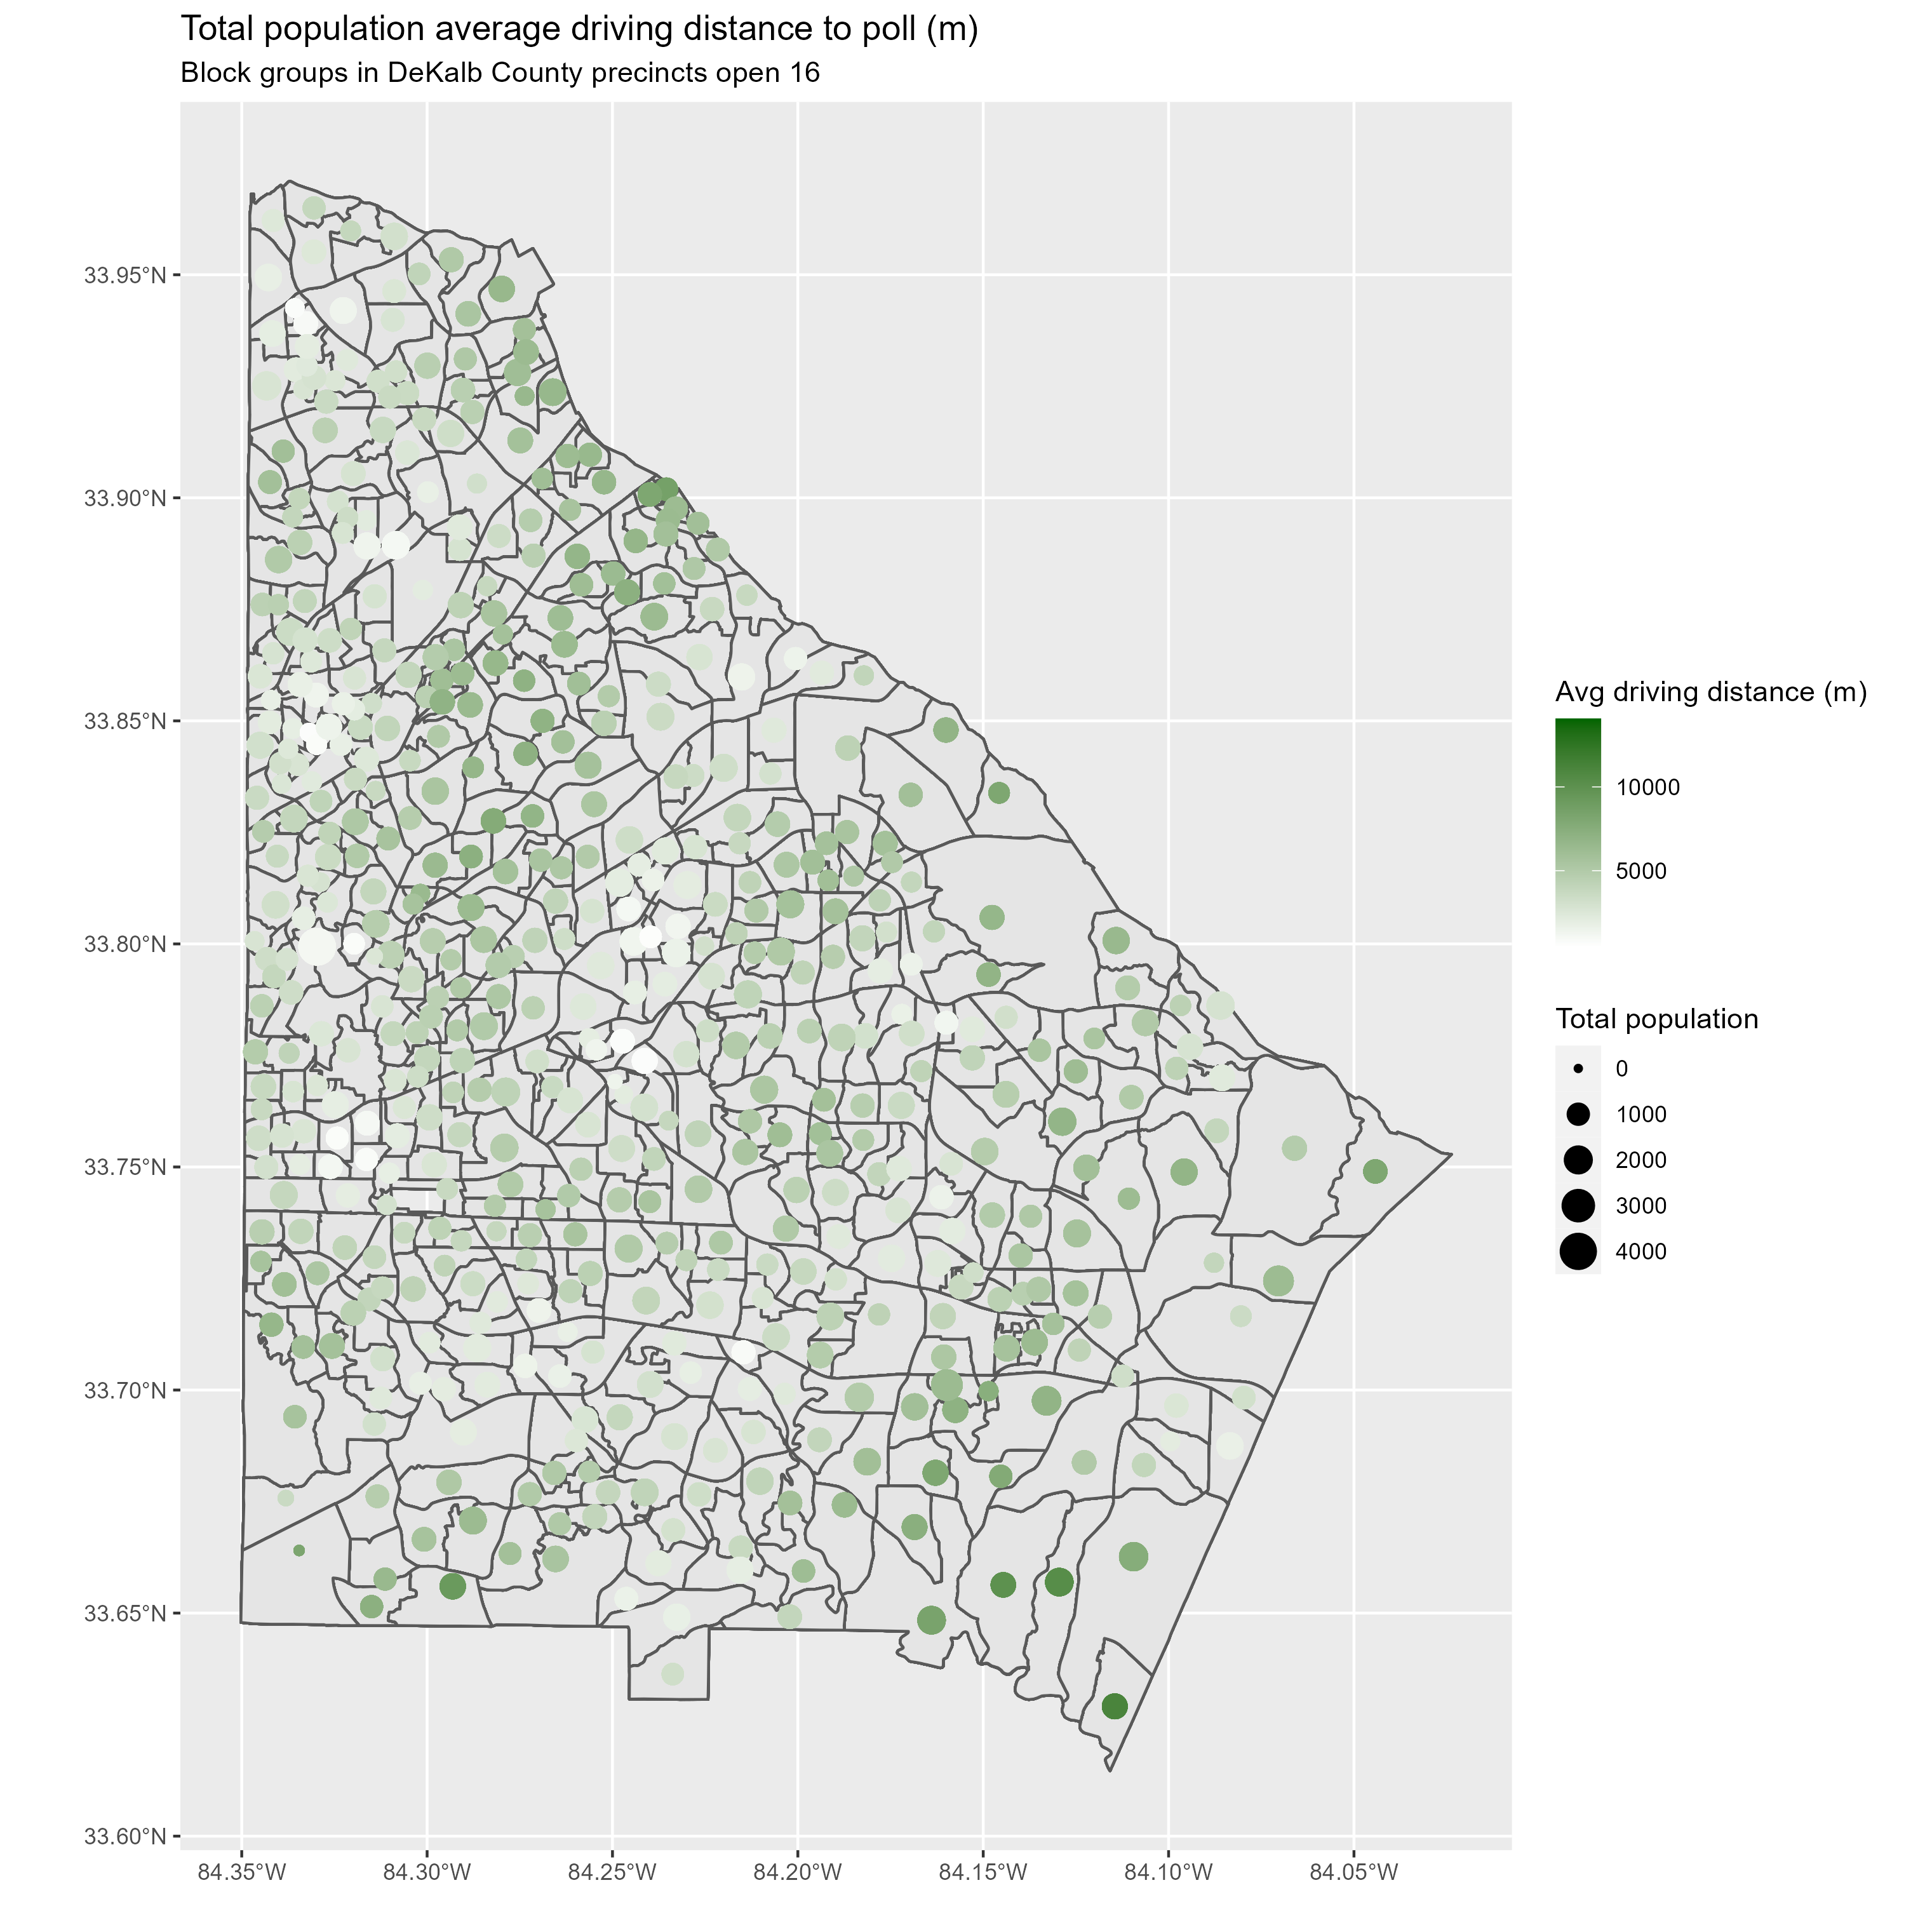 Total population average driving distance to poll (m)
Block groups in DeKalb County precincts open 16
33.95°N
33.90°N
33.85°N
33.80°N
33.75°N
33.70°N
33.65°N
33.60°N
84.35°W
84.30°W
84.25°W
84.20°W
84.15°W
84.10°W
84.05°W
Avg driving distance (m)
10000
5000
Total population
0
1000
2000
3000
4000